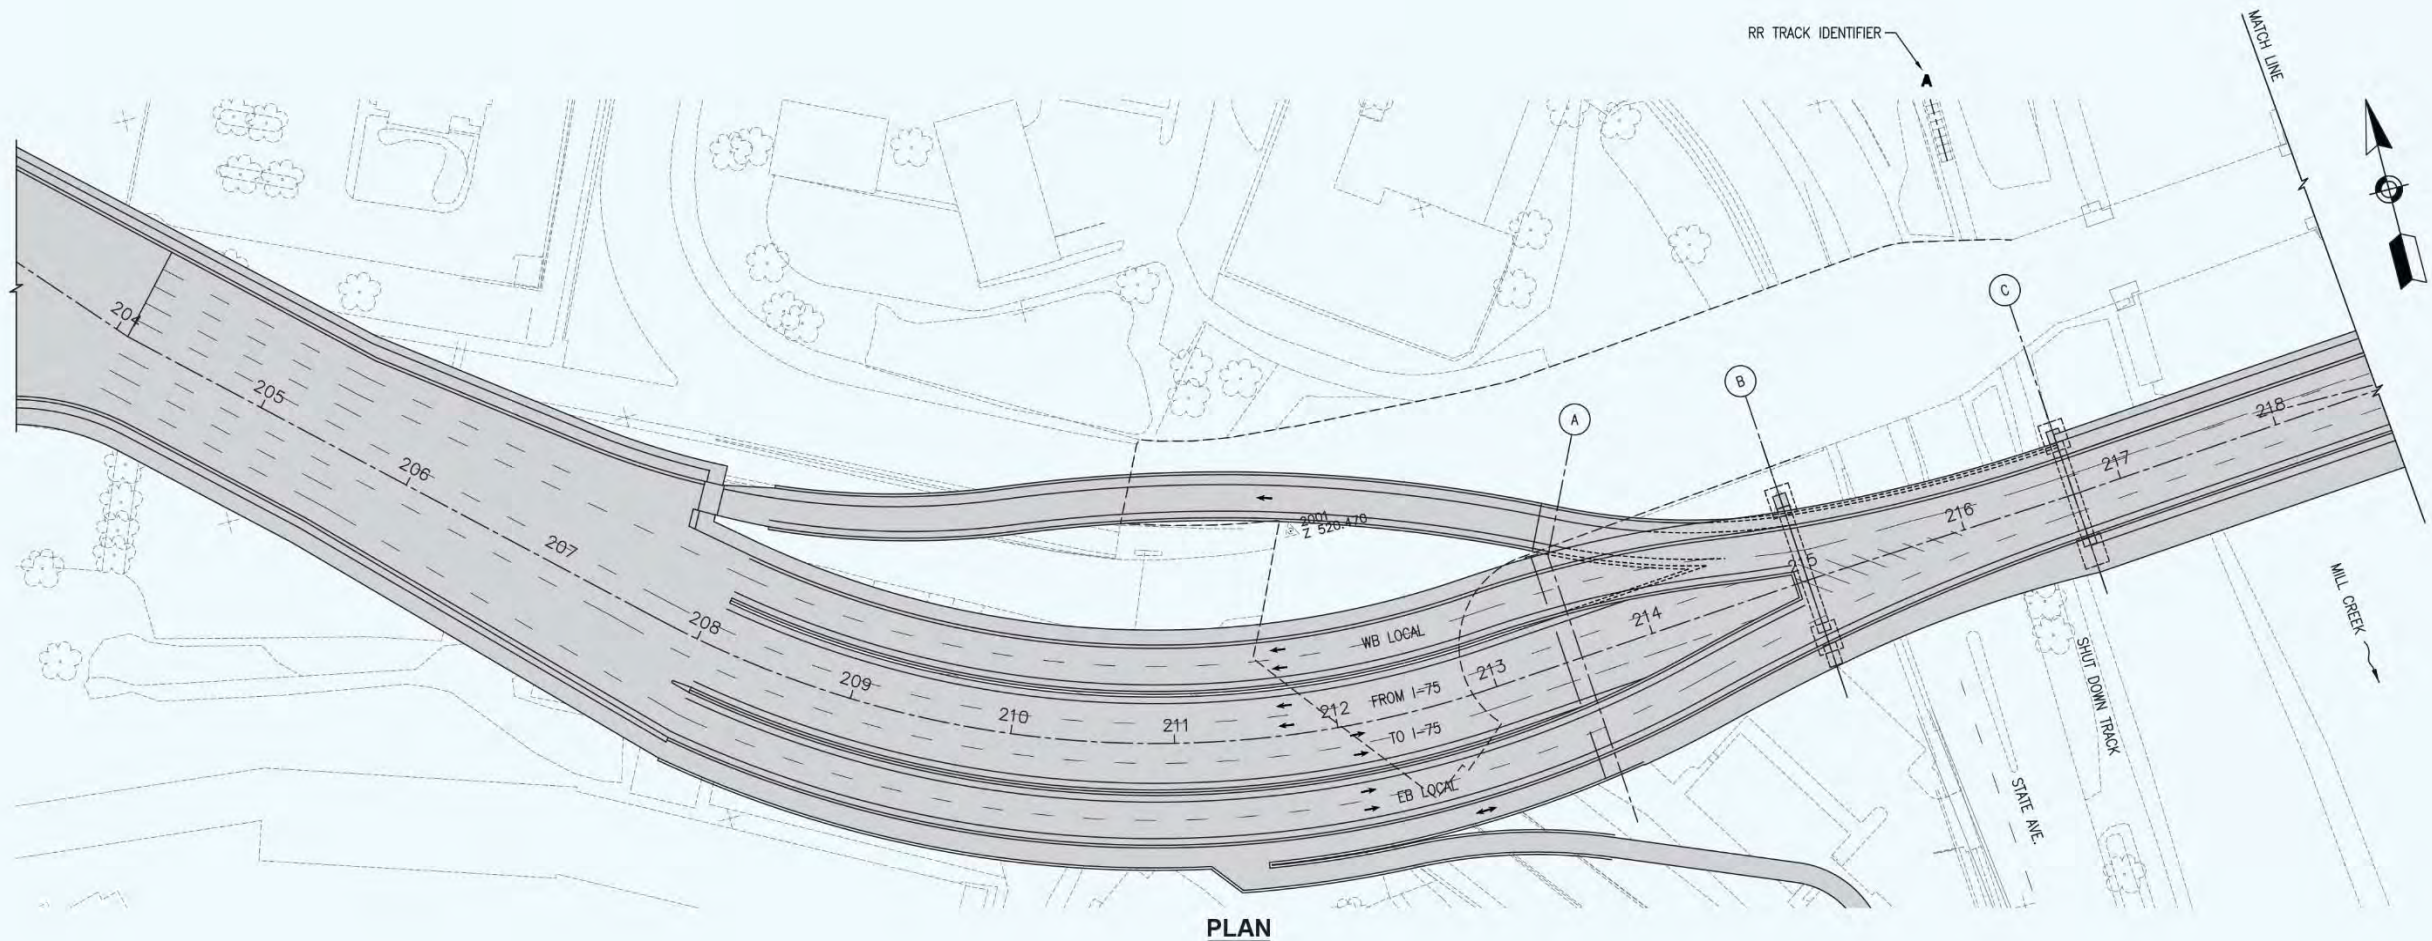 RR TRACK IDENTIFIER
A
MATCH LINE
C
B
A
204
205
206
207
208
209
210
211
212
213
214
216
217
218
2001
Z 520.470
WB LOCAL
FROM I-75
TO I-75
EB LOCAL
MILL CREEK
SHUT DOWN TRACK
STATE AVE.
PLAN